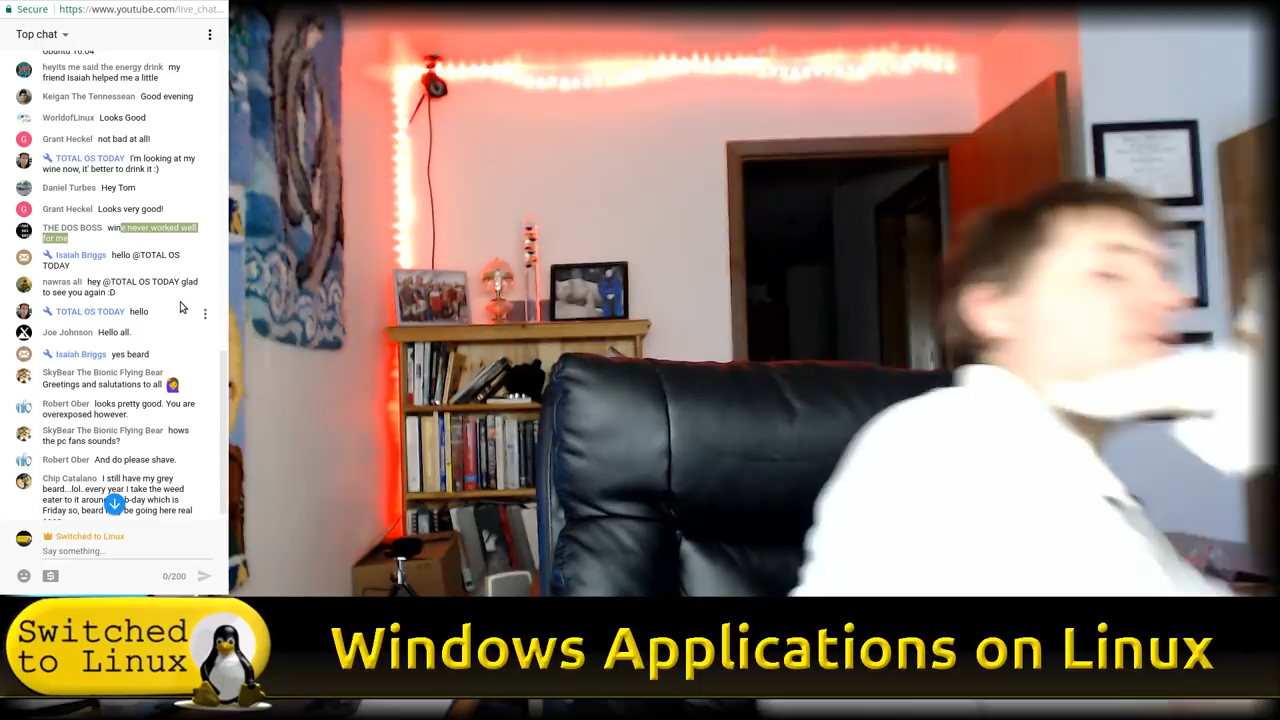 Secure https://www.youtube.com/live_chat...
Top chat
Ubuntu 16.04
heyits me said the energy drink my
friend Isaiah helped me a little
Keigan The Tennessean Good evening
WorldofLinux Looks Good
G Grant Heckel not bad at all!
TOTAL OS TODAY I'm looking at my
wine now, it' better to drink it :)
Daniel Turbes Hey Tom
G Grant Heckel Looks very good!
THE DOS BOSS wine never worked well
for me
Isaiah Briggs hello @TOTAL OS
TODAY
nawras ali hey @TOTAL OS TODAY glad
to see you again :D
TOTAL OS TODAY hello
Joe Johnson Hello all.
Isaiah Briggs yes beard
SkyBear The Bionic Flying Bear
Greetings and salutations to all
Robert Ober looks pretty good. You are
overexposed however.
SkyBear The Bionic Flying Bear hows
the pc fans sounds?
Robert Ober And do please shave.
Chip Catalano I still have my grey
beard...lol..every year I take the weed
eater to it around b-day which is
Friday so, beard be going here real
Switched to Linux
Say something...
0/200
Switched
to Linux
Windows Applications on Linux